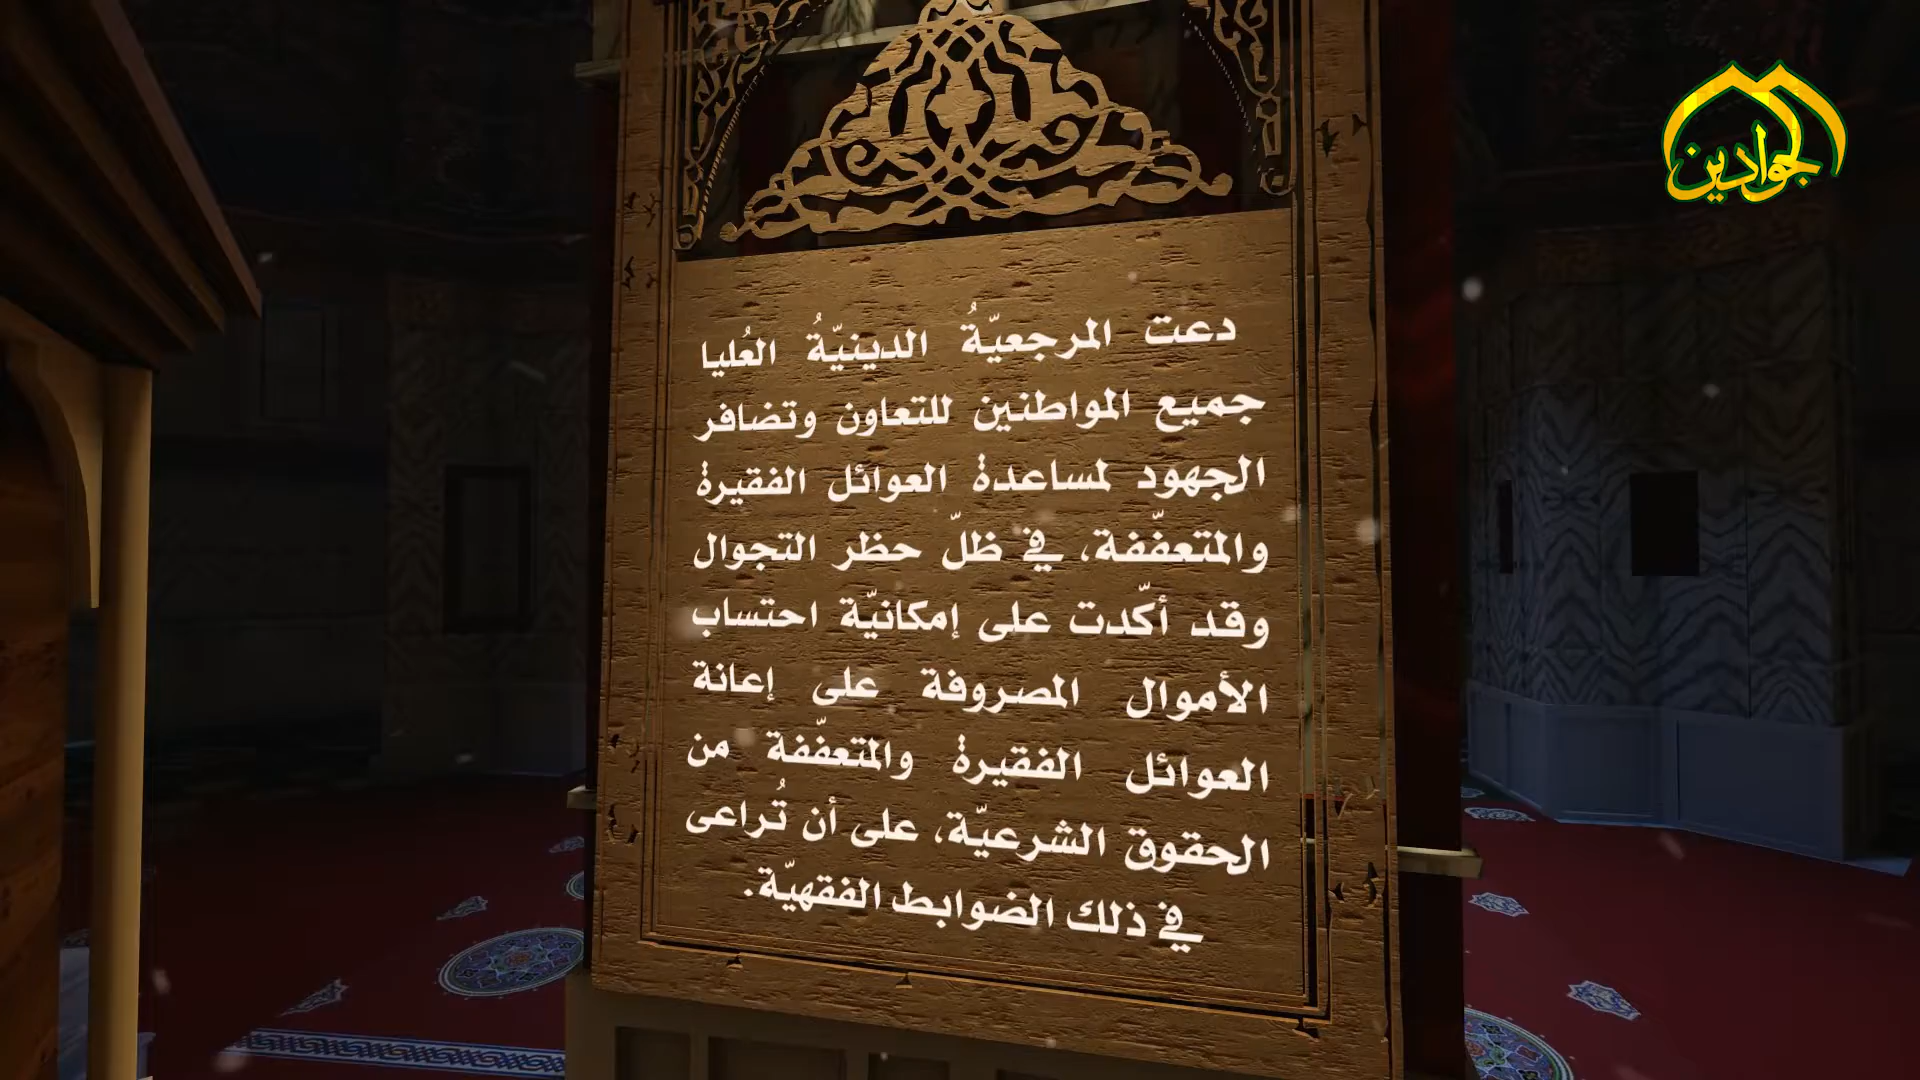 الجوادين
دعت المرجعيّةُ الدينيّةُ العُليا
جميع المواطنين للتعاون وتضافر
الجهود لمساعدة العوائل الفقيرة
والمتعفّفة، في ظلّ حظر التجوال
وقد أكّدت على إمكانيّة احتساب
الأموال المصروفة على إعانة
العوائل الفقيرة والمتعفّفة من
الحقوق الشرعيّة، على أن تُراعى
في ذلك الضوابط الفقهيّة.